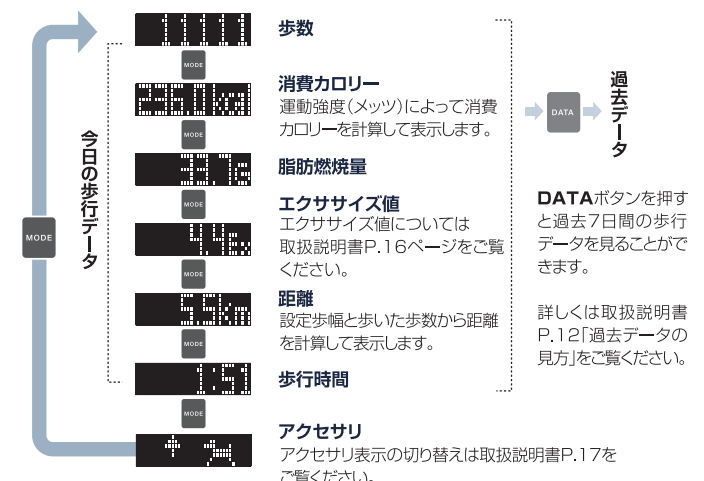 11111
歩数
MODE
236.0kcal
消費カロリー
運動強度(メッツ)によって消費
カロリーを計算して表示します。
MODE
33.7g
脂肪燃焼量
MODE
4.4Ex
エクササイズ値
エクササイズ値については
取扱説明書P.16ページをご覧
ください。
MODE
5.5km
距離
設定歩幅と歩いた歩数から距離
を計算して表示します。
MODE
1:51
歩行時間
MODE
アクセサリ
アクセサリ表示の切り替えは取扱説明書P.17を
ご覧ください。
今日の歩行データ
MODE
DATA
過去データ
DATAボタンを押す
と過去7日間の歩行
データを見ることがで
きます。
詳しくは取扱説明書
P.12「過去データの
見方」をご覧ください。